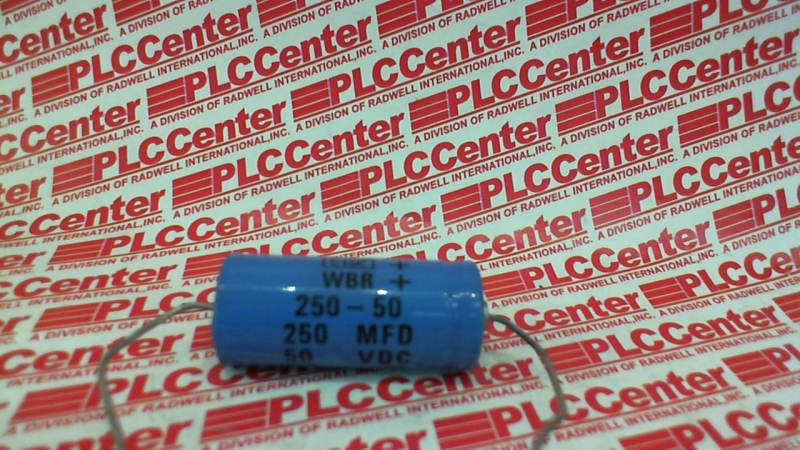 PLCCenter
A DIVISION OF RADWELL INTERNATIONAL, INC.
+
WBR +
250-50
250 MFD
50 VDC